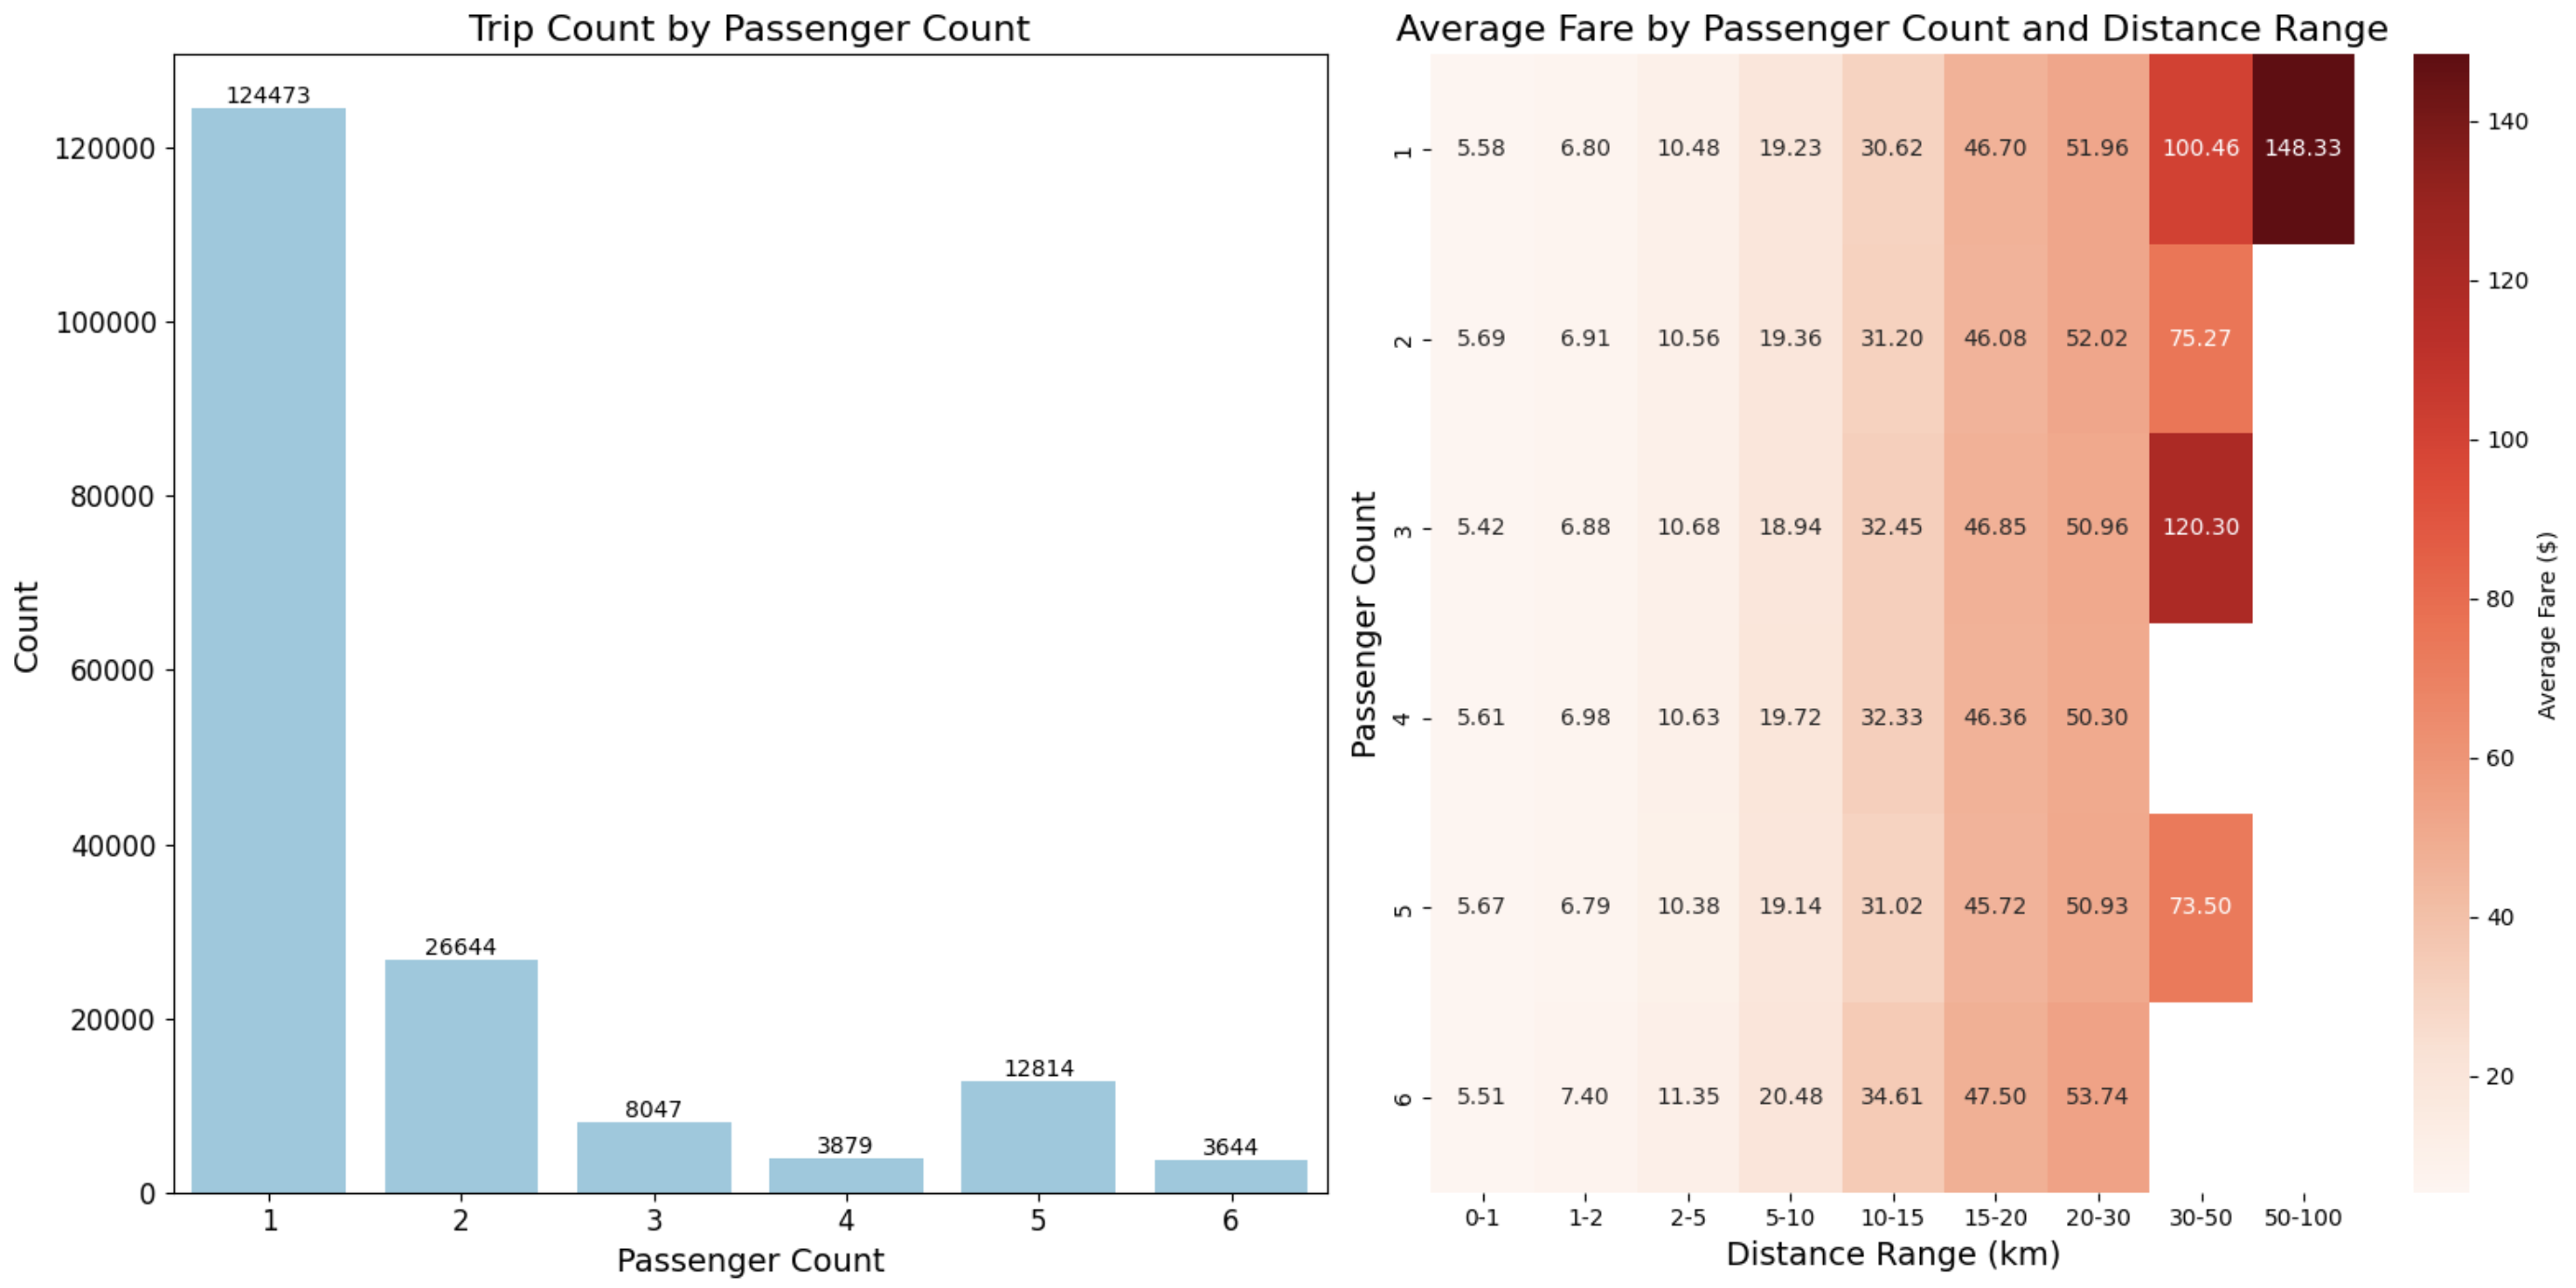 Trip Count by Passenger Count
124473
26644
8047
3879
12814
3644
120000
100000
80000
60000
40000
20000
0
Count
1 2 3 4 5 6
Passenger Count
Average Fare by Passenger Count and Distance Range
1 5.58 6.80 10.48 19.23 30.62 46.70 51.96 100.46 148.33
2 5.69 6.91 10.56 19.36 31.20 46.08 52.02 75.27
3 5.42 6.88 10.68 18.94 32.45 46.85 50.96 120.30
4 5.61 6.98 10.63 19.72 32.33 46.36 50.30
5 5.67 6.79 10.38 19.14 31.02 45.72 50.93 73.50
6 5.51 7.40 11.35 20.48 34.61 47.50 53.74
Passenger Count
0-1 1-2 2-5 5-10 10-15 15-20 20-30 30-50 50-100
Distance Range (km)
140
120
100
80
60
40
20
Average Fare ($)